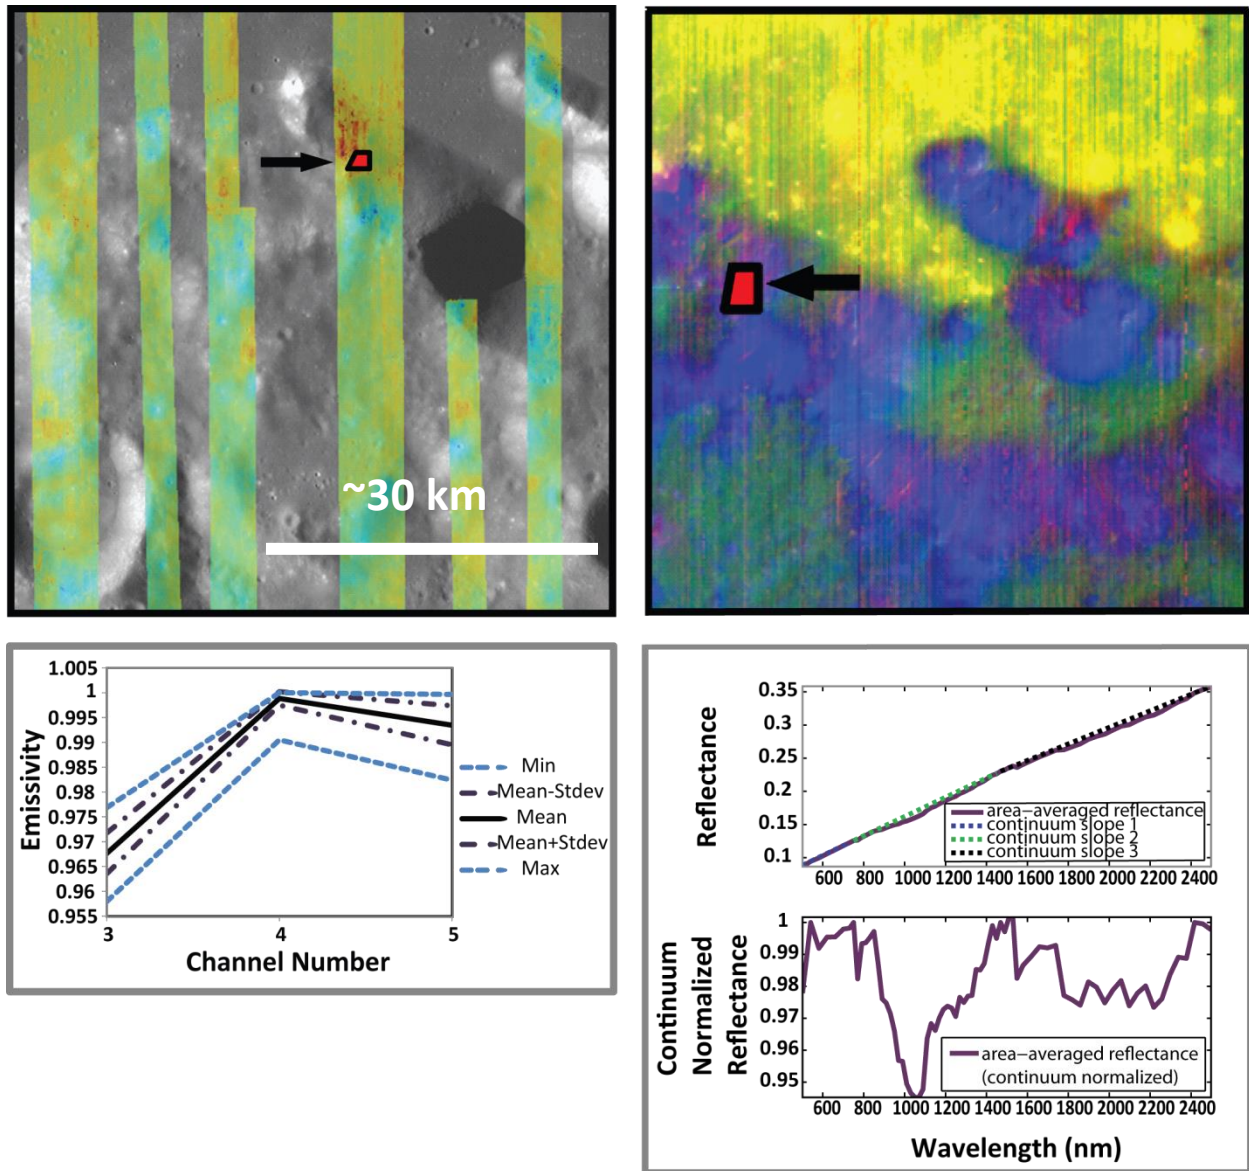 ~30 km
1.005
1
0.995
0.99
0.985
0.98
0.975
0.97
0.965
0.96
0.955
3
4
5
Emissivity
Channel Number
Min
Mean-Stdev
Mean
Mean+Stdev
Max
0.35
0.3
0.25
0.2
0.15
0.1
Reflectance
area-averaged reflectance
continuum slope 1
continuum slope 2
continuum slope 3
600 800 1000 1200 1400 1600 1800 2000 2200 2400
1
0.99
0.98
0.97
0.96
0.95
Continuum
Normalized
Reflectance
area-averaged reflectance
(continuum normalized)
600 800 1000 1200 1400 1600 1800 2000 2200 2400
Wavelength (nm)